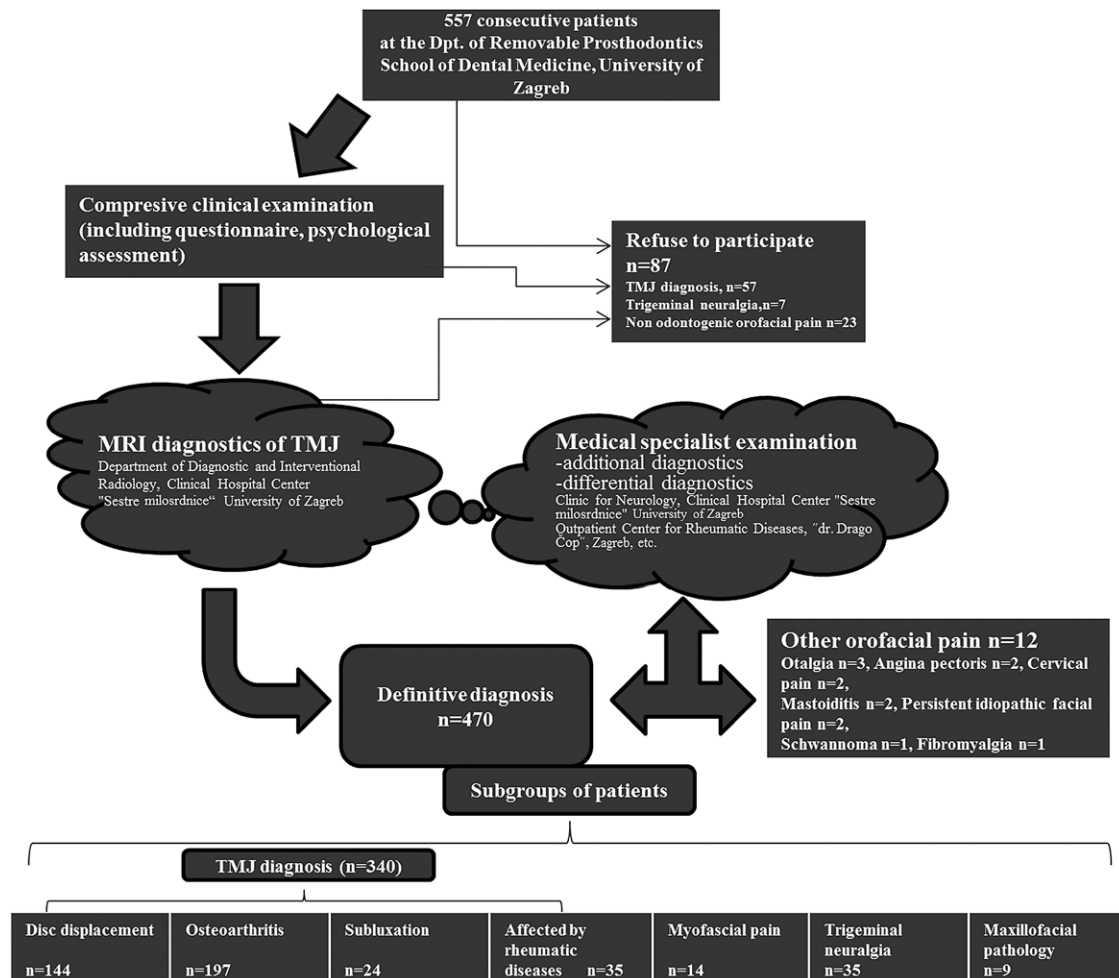 557 consecutive patients
at the Dpt. of Removable Prosthodontics
School of Dental Medicine, University of
Zagreb
Compresive clinical examination
(including questionnaire, psychological
assessment)
Refuse to participate
n=87
TMJ diagnosis, n=57
Trigeminal neuralgia,n=7
Non odontogenic orofacial pain n=23
MRI diagnostics of TMJ
Department of Diagnostic and Interventional
Radiology, Clinical Hospital Center
"Sestre milosrdnice“ University of Zagreb
Medical specialist examination
-additional diagnostics
-differential diagnostics
Clinic for Neurology, Clinical Hospital Center "Sestre
milosrdnice" University of Zagreb
Outpatient Center for Rheumatic Diseases, ˝dr. Drago
Čop˝, Zagreb, etc.
Definitive diagnosis
n=470
Other orofacial pain n=12
Otalgia n=3, Angina pectoris n=2, Cervical
pain n=2,
Mastoiditis n=2, Persistent idiopathic facial
pain n=2,
Schwannoma n=1, Fibromyalgia n=1
Subgroups of patients
TMJ diagnosis (n=340)
Disc displacement
n=144
Osteoarthritis
n=197
Subluxation
n=24
Affected by
rheumatic
diseases n=35
Myofascial pain
n=14
Trigeminal
neuralgia
n=35
Maxillofacial
pathology
n=9